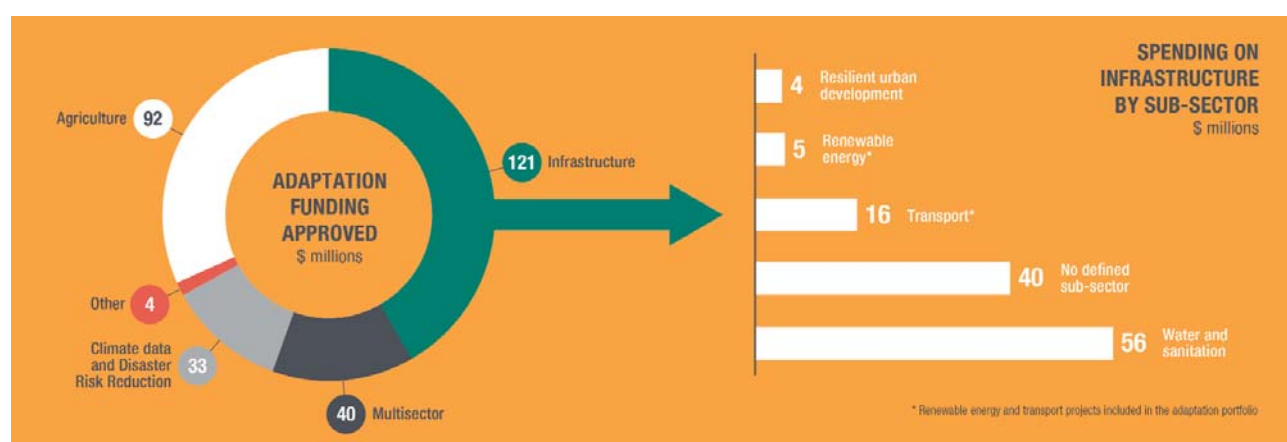 Agriculture 92
ADAPTATION
FUNDING
APPROVED
$ millions
121 Infrastructure
Other 4
Climate data
and Disaster
Risk Reduction
33
40 Multisector
SPENDING ON
INFRASTRUCTURE
BY SUB-SECTOR
$ millions
4 Resilient urban
development
5 Renewable
energy*
16 Transport*
40 No defined
sub-sector
56 Water and
sanitation
* Renewable energy and transport projects included in the adaptation portfolio